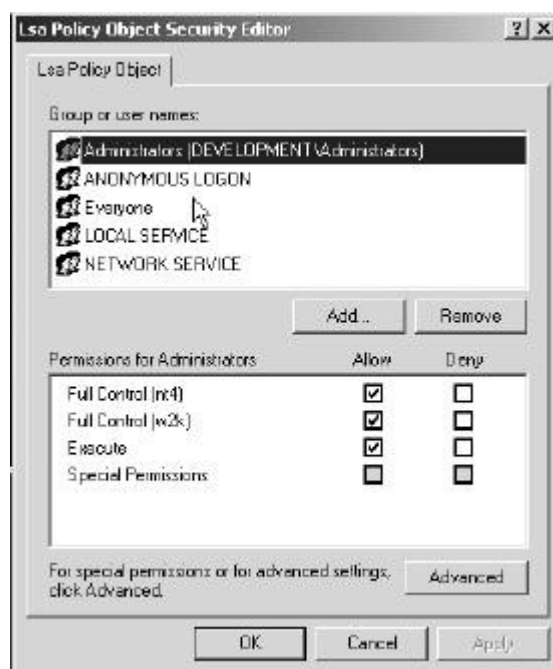 Lsa Policy Object Security Editor
Lsa Policy Object
Group or user names:
Administrators (DEVELOPMENT\Administrators)
ANONYMOUS LOGON
Everyone
LOCAL SERVICE
NETWORK SERVICE
Add... Remove
Permissions for Administrators Allow Deny
Full Control (nt4)
Full Control (w2k)
Execute
Special Permissions
For special permissions or for advanced settings,
click Advanced.
Advanced
OK Cancel Apply